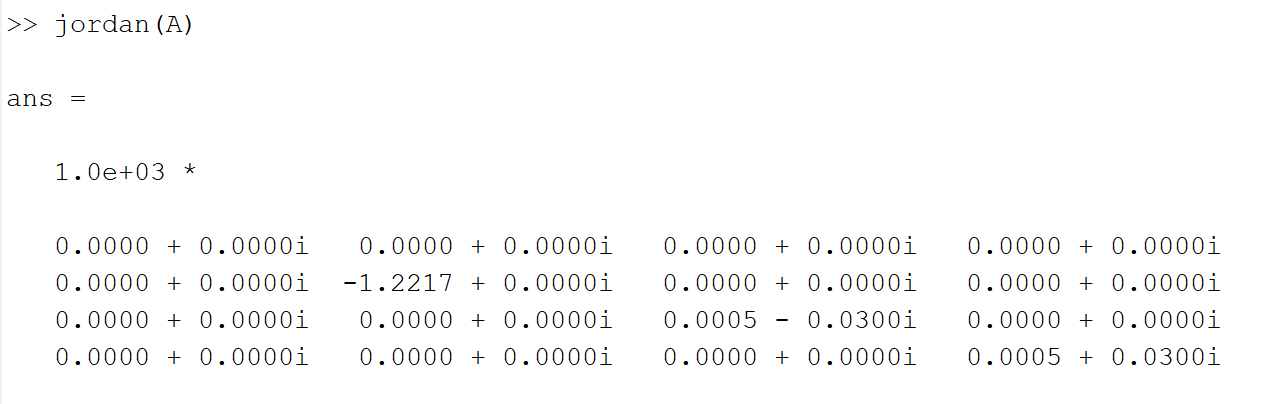 >> jordan(A)
ans =
1.0e+03 *
0.0000 + 0.0000i 0.0000 + 0.0000i 0.0000 + 0.0000i 0.0000 + 0.0000i
0.0000 + 0.0000i -1.2217 + 0.0000i 0.0000 + 0.0000i 0.0000 + 0.0000i
0.0000 + 0.0000i 0.0000 + 0.0000i 0.0005 - 0.0300i 0.0000 + 0.0000i
0.0000 + 0.0000i 0.0000 + 0.0000i 0.0000 + 0.0000i 0.0005 + 0.0300i